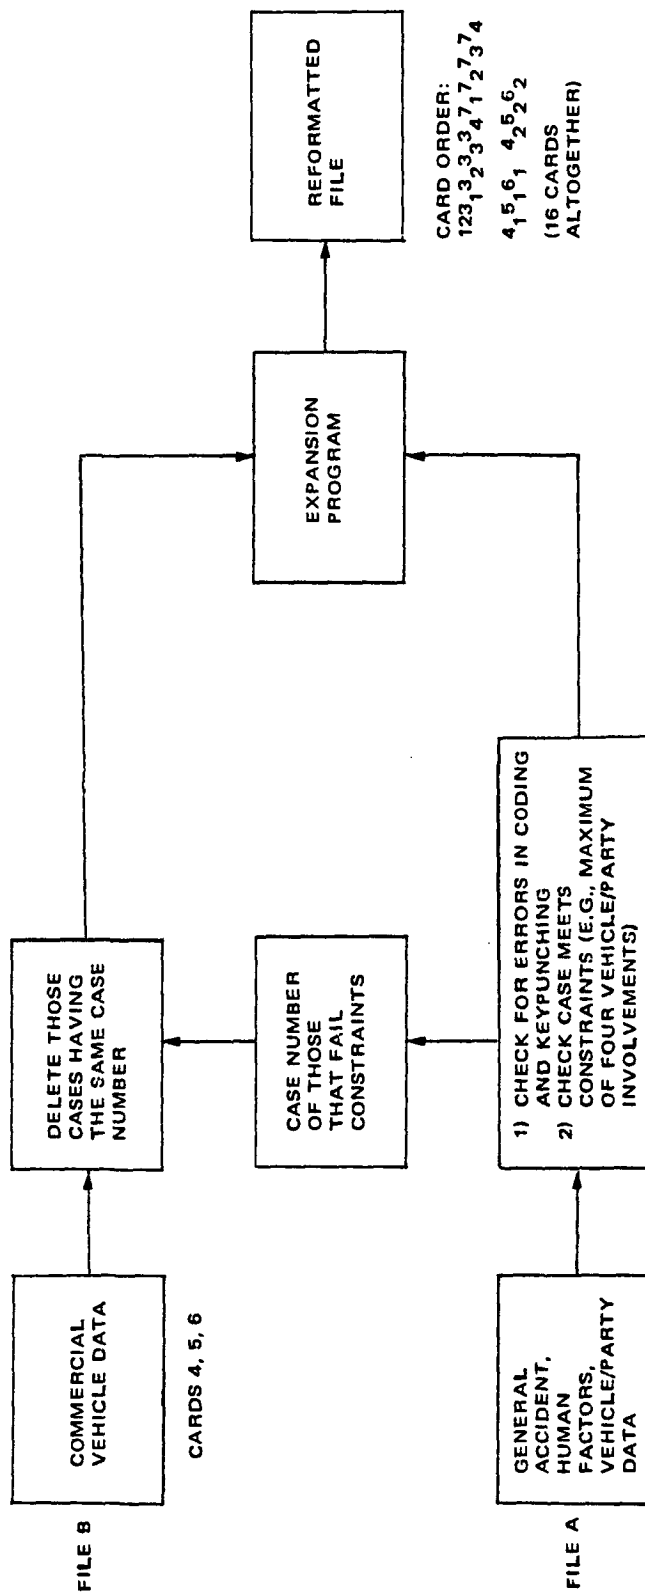 FILE B
COMMERCIAL
VEHICLE DATA
CARDS 4, 5, 6
DELETE THOSE
CASES HAVING
THE SAME CASE
NUMBER
CASE NUMBER
OF THOSE
THAT FAIL
CONSTRAINTS
FILE A
GENERAL
ACCIDENT,
HUMAN
FACTORS,
VEHICLE/PARTY
DATA
1) CHECK FOR ERRORS IN CODING
AND KEYPUNCHING
2) CHECK CASE MEETS
CONSTRAINTS (E.G., MAXIMUM
OF FOUR VEHICLE/PARTY
INVOLVEMENTS)
EXPANSION
PROGRAM
REFORMATTED
FILE
CARD ORDER:
123₁3₂3₃3₄7₁7₂7₃7₄
4₁5₁6₁ 4₂5₂6₂
(16 CARDS
ALTOGETHER)